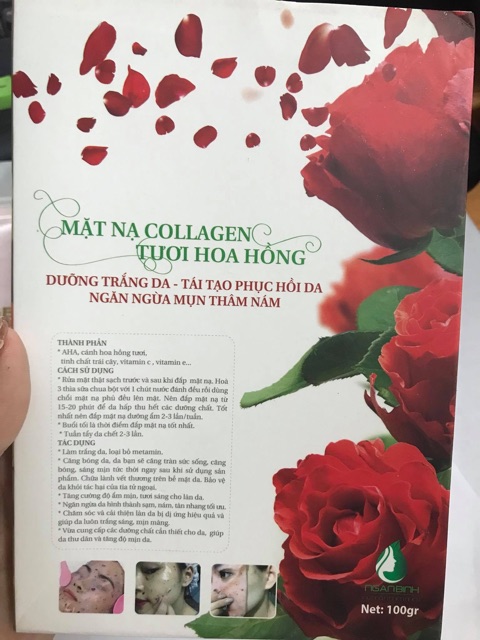 MẶT NẠ COLLAGEN
TƯƠI HOA HỒNG
DƯỠNG TRẮNG DA - TÁI TẠO PHỤC HỒI DA
NGĂN NGỪA MỤN THÂM NÁM
THÀNH PHẦN
* AHA, cánh hoa hồng tươi.
tinh chất trái cây, vitamin c , vitamin e...
CÁCH SỬ DỤNG
* Rửa mặt thật sạch trước và sau khi đắp mặt nạ. Hoà
3 thìa sữa chua bột với 1 chút nước đánh đều rồi dùng
chổi mặt nạ phủ đều lên mặt. Nên đắp mặt nạ từ
15-20 phút để da hấp thu hết các dưỡng chất. Tốt
nhất nên đắp mặt nạ dưỡng ẩm 2-3 lần/tuần.
* Buổi tối là thời điểm đắp mặt nạ tốt nhất.
* Tuần tẩy da chết 2-3 lần.
TÁC DỤNG
* Làm trắng da, loại bỏ metamin.
* Căng bóng da, da bạn sẽ căng tràn sức sống, căng
bóng, sáng mịn tức thời ngay sau khi sử dụng sản
phẩm. Chữa lành vết thương trên bề mặt da. Bảo vệ
da khỏi tác hại của tia tử ngoại.
* Tăng cường độ ẩm mịn, tươi sáng cho làn da.
* Ngăn ngừa da hình thành sạm, nám, tàn nhang tối ưu.
* Chăm sóc và cải thiện làn da bị dị ứng hiệu quả và
giúp da luôn trắng sáng, mịn màng.
* Vừa cung cấp các dưỡng chất cần thiết cho da, giúp
da thư dãn và tăng độ mịn da.
Net: 100gr